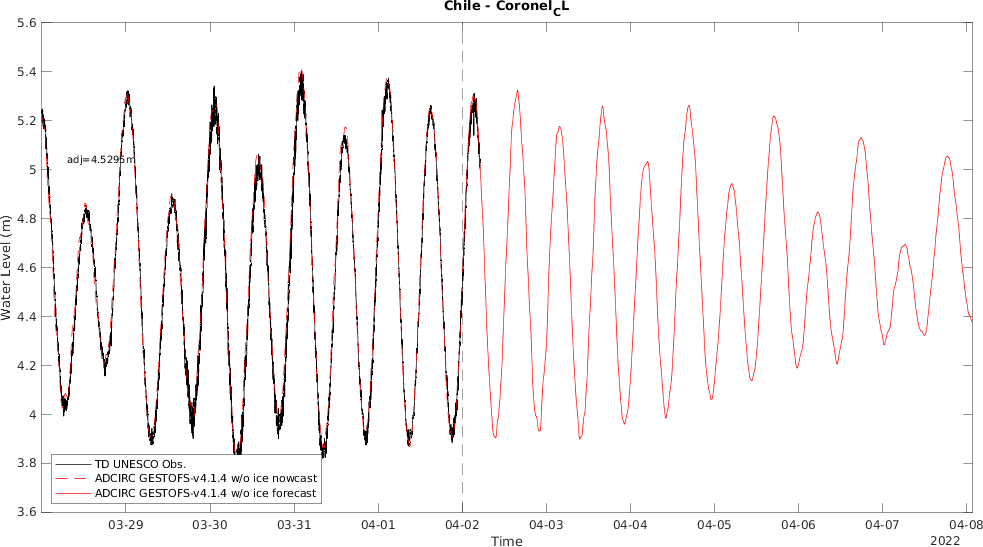 Chile - Coronel_CL
5.6
5.4
5.2
5
4.8
4.6
4.4
4.2
4
3.8
3.6
Water Level (m)
adj=4.5295m
TD UNESCO Obs.
ADCIRC GESTOFS-v4.1.4 w/o ice nowcast
ADCIRC GESTOFS-v4.1.4 w/o ice forecast
03-29 03-30 03-31 04-01 04-02 04-03 04-04 04-05 04-06 04-07 04-08
Time
2022